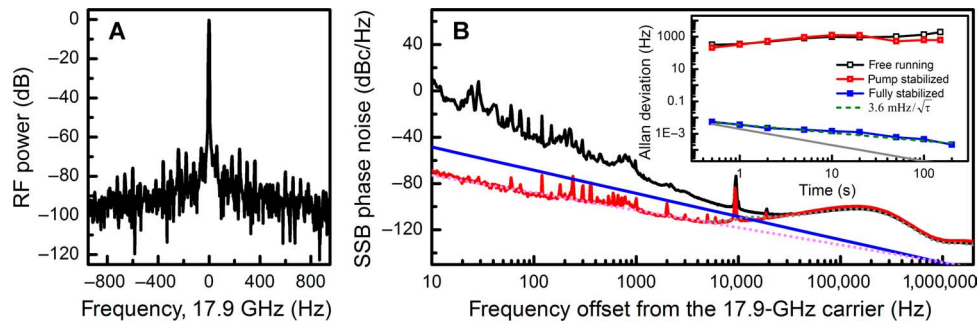 A
RF power (dB)
0
−20
−40
−60
−80
−100
−120
−800
−400
0
400
800
Frequency, 17.9 GHz (Hz)
B
SSB phase noise (dBc/Hz)
40
0
−40
−80
−120
10
100
1000
10,000
100,000
1,000,000
Frequency offset from the 17.9-GHz carrier (Hz)
Allan deviation (Hz)
1000
10
0.1
1E−3
Free running
Pump stabilized
Fully stabilized
3.6 mHz/√τ
1
10
100
Time (s)